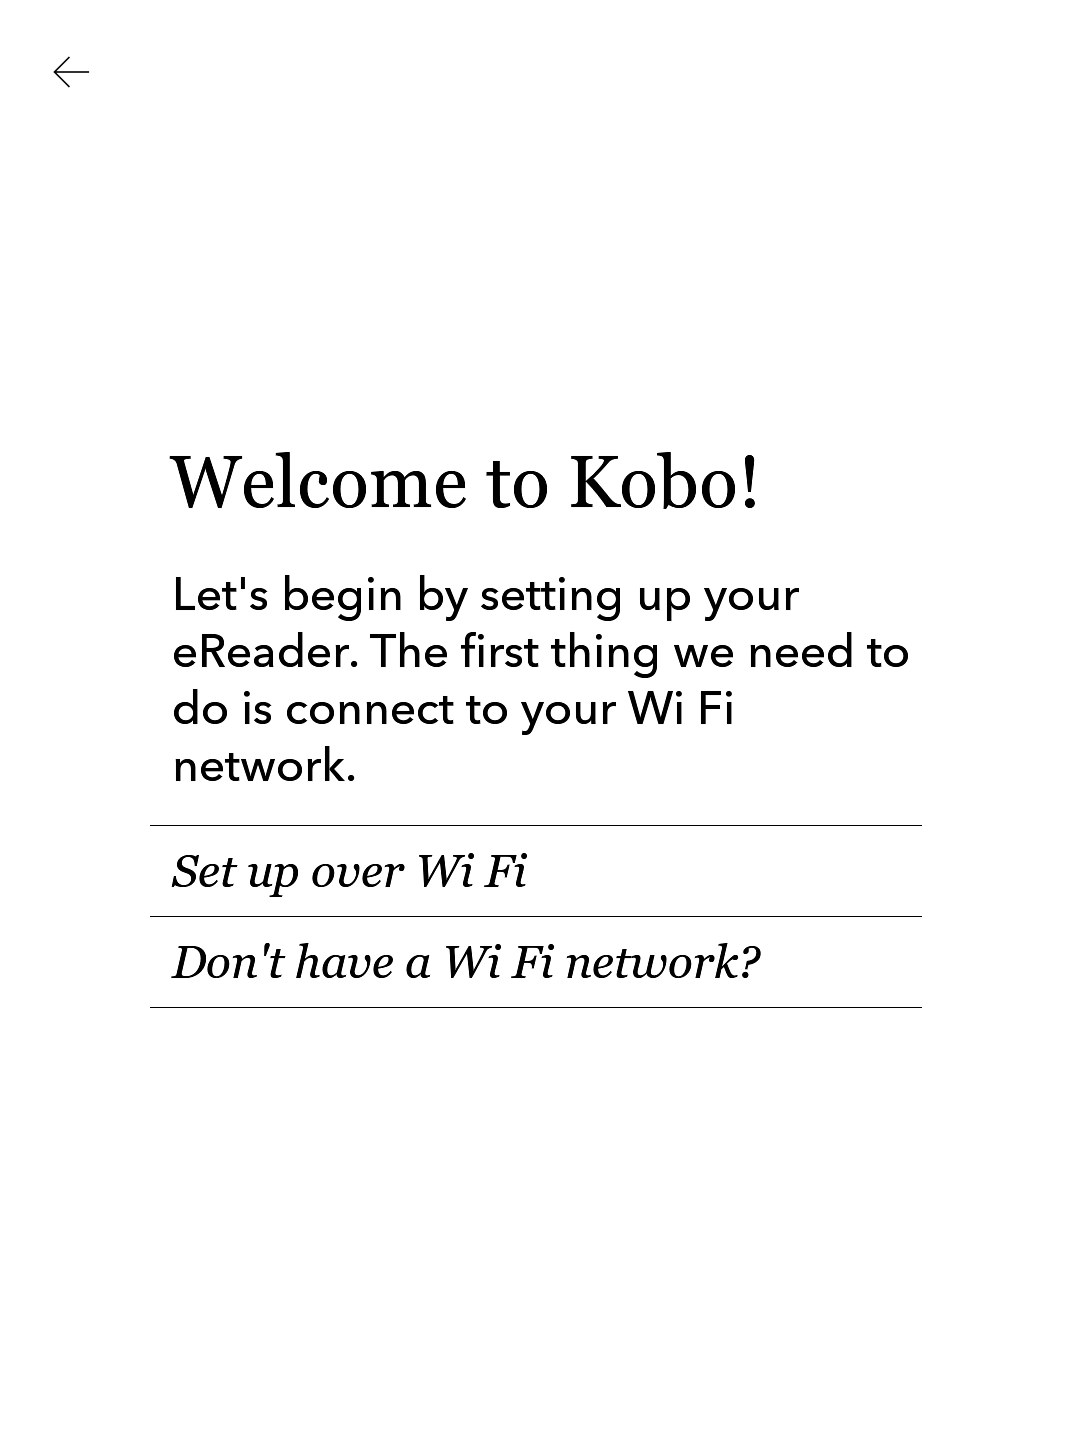 Welcome to Kobo!
Let's begin by setting up your
eReader. The first thing we need to
do is connect to your Wi Fi
network.
Set up over Wi Fi
Don't have a Wi Fi network?